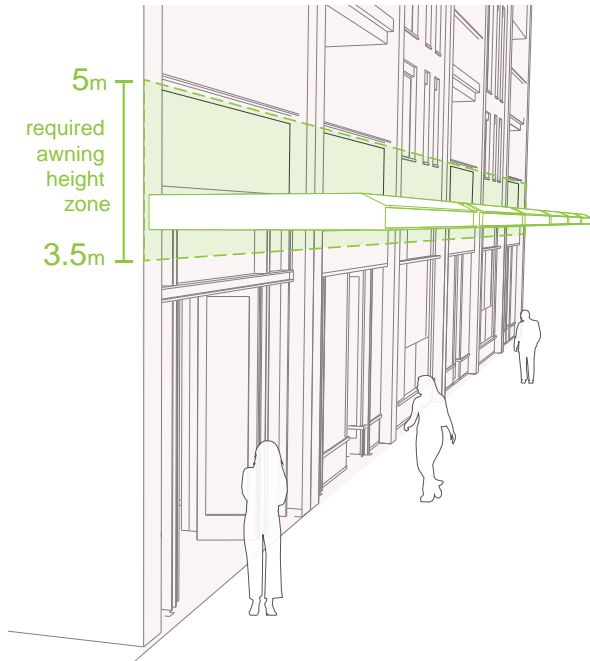 5m
required
awning
height
zone
3.5m